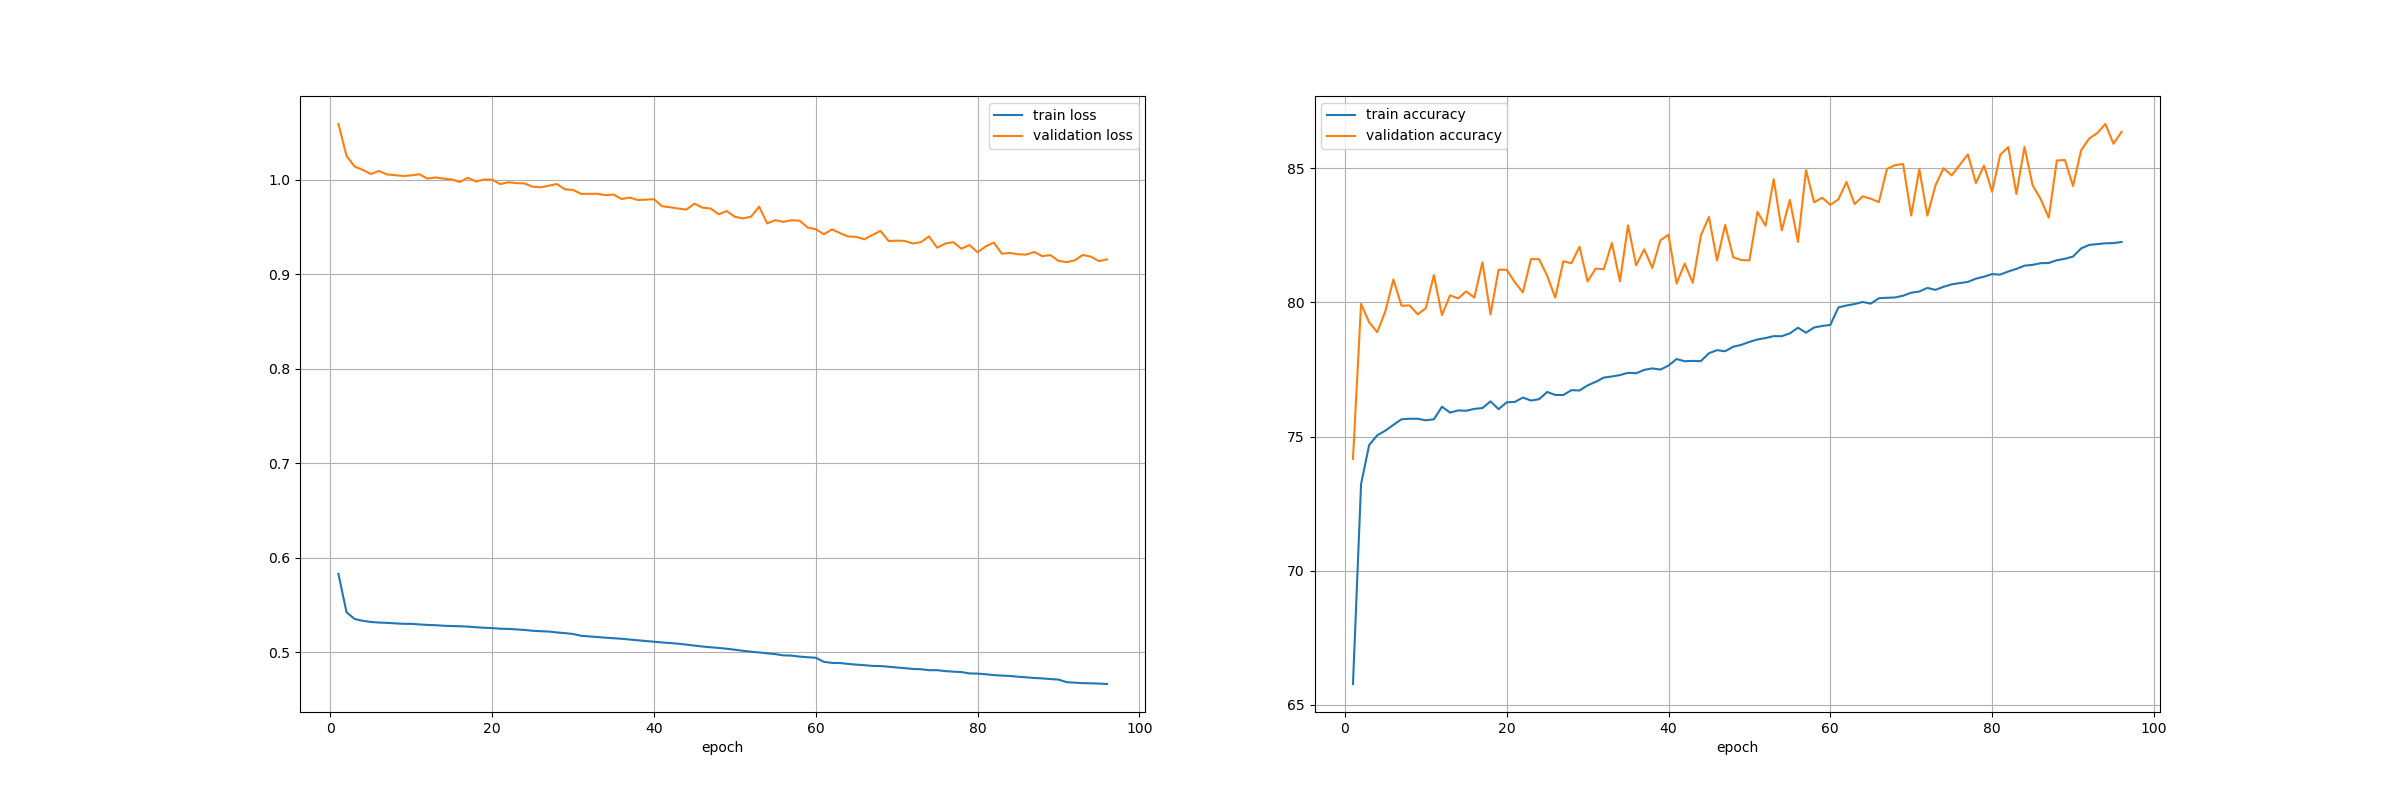 train loss
validation loss
1.0
0.9
0.8
0.7
0.6
0.5
0 20 40 60 80 100
epoch
train accuracy
validation accuracy
85
80
75
70
65
0 20 40 60 80 100
epoch